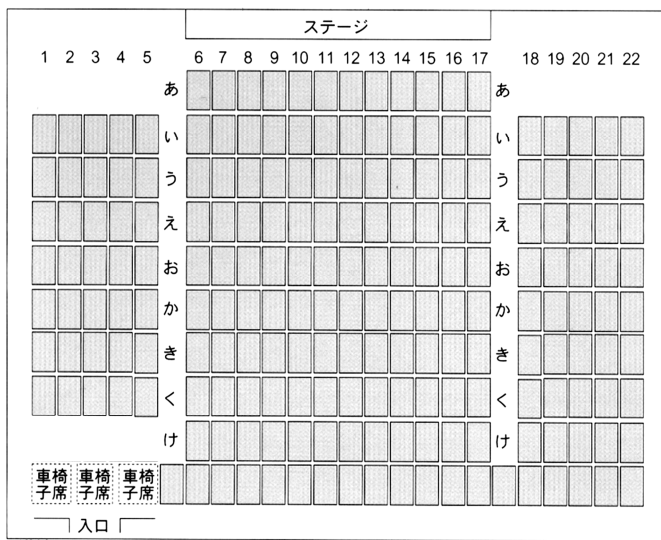 ステージ
1 2 3 4 5 6 7 8 9 10 11 12 13 14 15 16 17 18 19 20 21 22
あ あ
い い
う う
え え
お お
か か
き き
く く
け け
車椅子席 車椅子席 車椅子席
入口